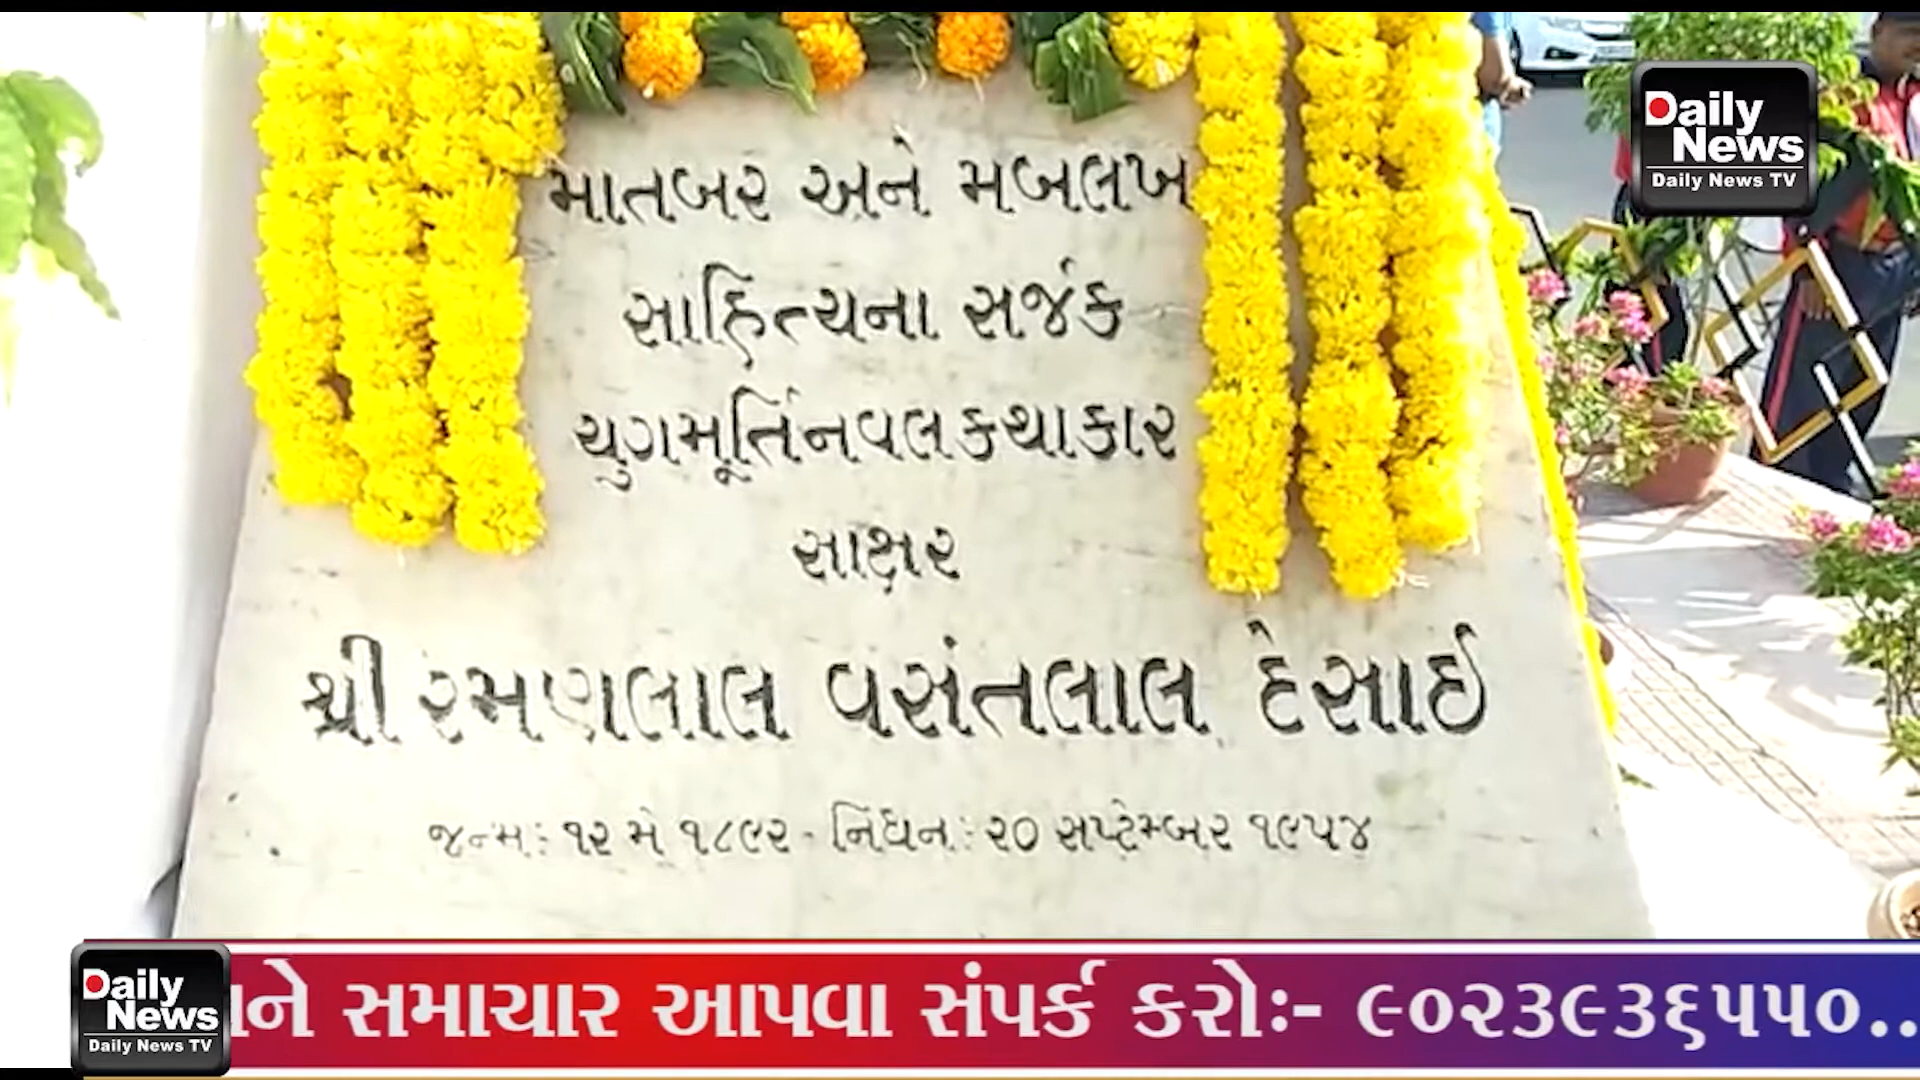 માતબર અને મબલખ
સાહિત્યના સર્જક
યુગમૂર્તિ નવલકથાકાર
સાક્ષર
શ્રી રમણલાલ વસંતલાલ દેસાઈ
જન્મ : ૧૨ મે ૧૮૯૨ - નિધન : ૨૦ સપ્ટેમ્બર ૧૯૫૪
Daily
News
Daily News TV
Daily
News
Daily News TV
ને સમાચાર આપવા સંપર્ક કરોઃ- ૯૦૨૩૯૩૬૫૫૦..